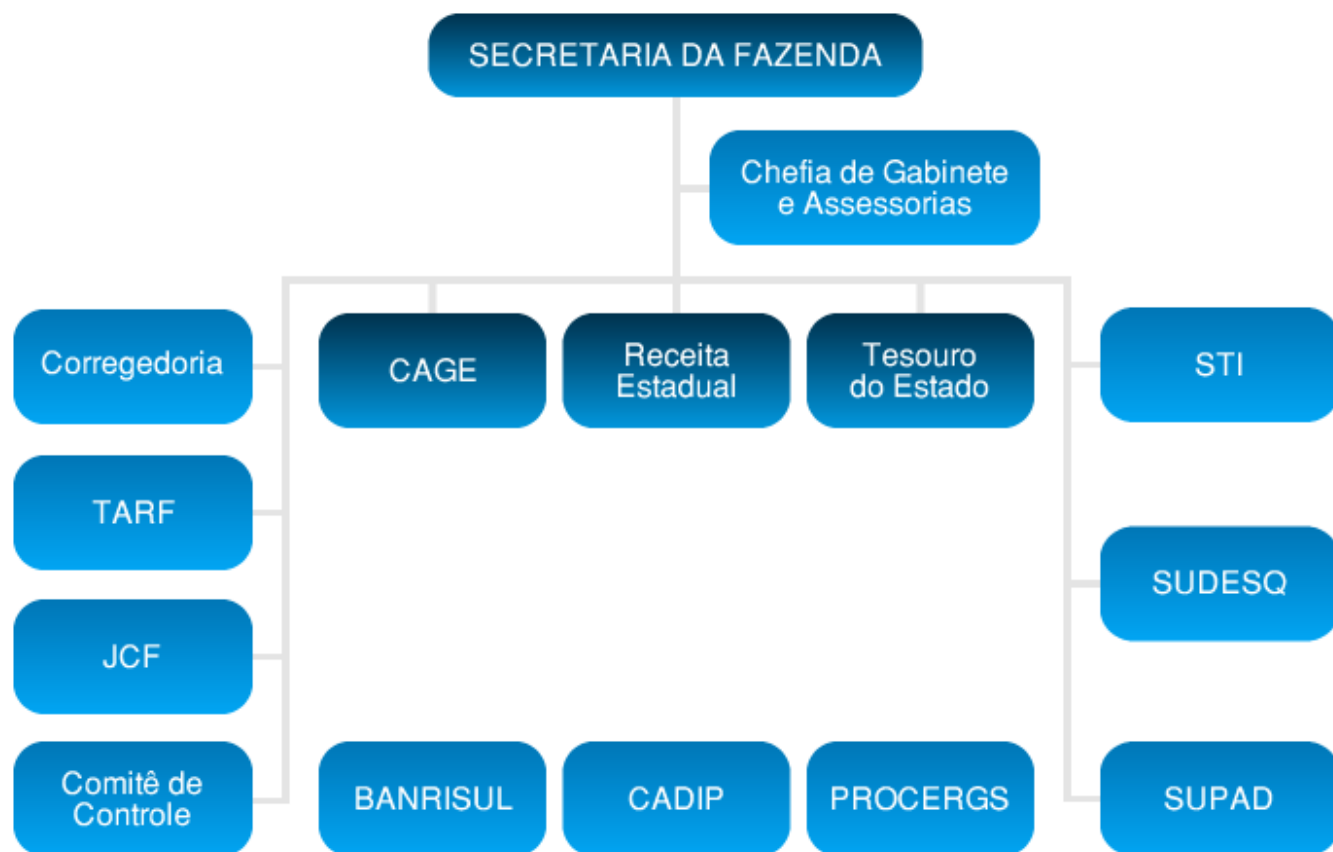 SECRETARIA DA FAZENDA
Chefia de Gabinete
e Assessorias
Corregedoria
CAGE
Receita
Estadual
Tesouro
do Estado
STI
TARF
SUDESQ
JCF
Comitê de
Controle
BANRISUL
CADIP
PROCERGS
SUPAD